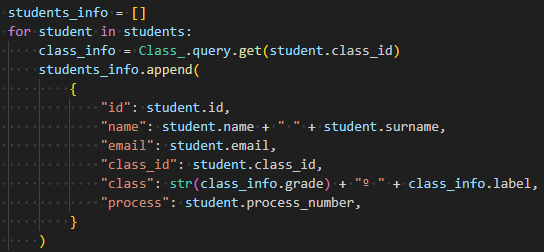 students_info = []
for student in students:
    class_info = Class_.query.get(student.class_id)
    students_info.append(
        {
            "id": student.id,
            "name": student.name + " " + student.surname,
            "email": student.email,
            "class_id": student.class_id,
            "class": str(class_info.grade) + "º " + class_info.label,
            "process": student.process_number,
        }
    )